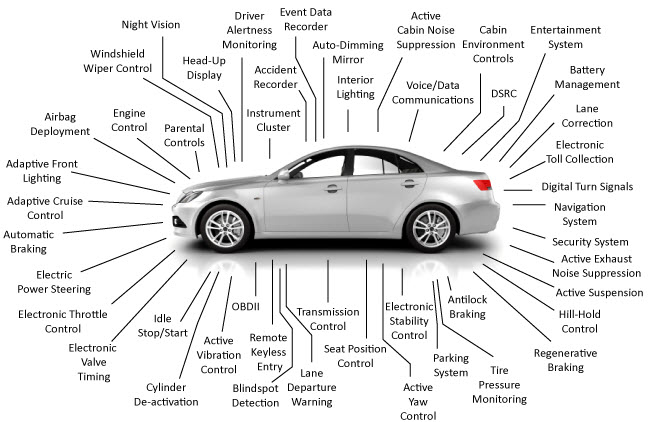 Night Vision
Driver
Alertness
Monitoring
Event Data
Recorder
Active
Cabin Noise
Suppression
Cabin
Environment
Controls
Entertainment
System
Windshield
Wiper Control
Head-Up
Display
Accident
Recorder
Auto-Dimming
Mirror
Interior
Lighting
Voice/Data
Communications
DSRC
Battery
Management
Lane
Correction
Airbag
Deployment
Engine
Control
Parental
Controls
Instrument
Cluster
Electronic
Toll Collection
Adaptive Front
Lighting
Digital Turn Signals
Adaptive Cruise
Control
Navigation
System
Automatic
Braking
Security System
Electric
Power Steering
Active Exhaust
Noise Suppression
Active Suspension
Electronic Throttle
Control
Idle
Stop/Start
OBDII
Transmission
Control
Electronic
Stability
Control
Antilock
Braking
Hill-Hold
Control
Electronic
Valve
Timing
Active
Vibration
Control
Remote
Keyless
Entry
Seat Position
Control
Parking
System
Regenerative
Braking
Cylinder
De-activation
Blindspot
Detection
Lane
Departure
Warning
Active
Yaw
Control
Tire
Pressure
Monitoring